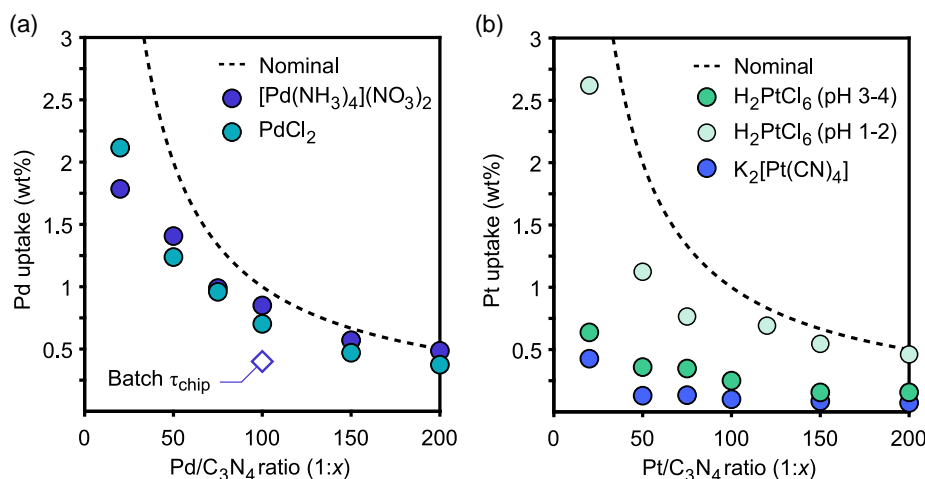 (a)
3
2.5
2
1.5
1
0.5
Pd uptake (wt%)
Nominal
[Pd(NH3)4](NO3)2
PdCl2
Batch τchip
0 50 100 150 200
Pd/C3N4 ratio (1:x)
(b)
3
2.5
2
1.5
1
0.5
Pt uptake (wt%)
Nominal
H2PtCl6 (pH 3-4)
H2PtCl6 (pH 1-2)
K2[Pt(CN)4]
0 50 100 150 200
Pt/C3N4 ratio (1:x)